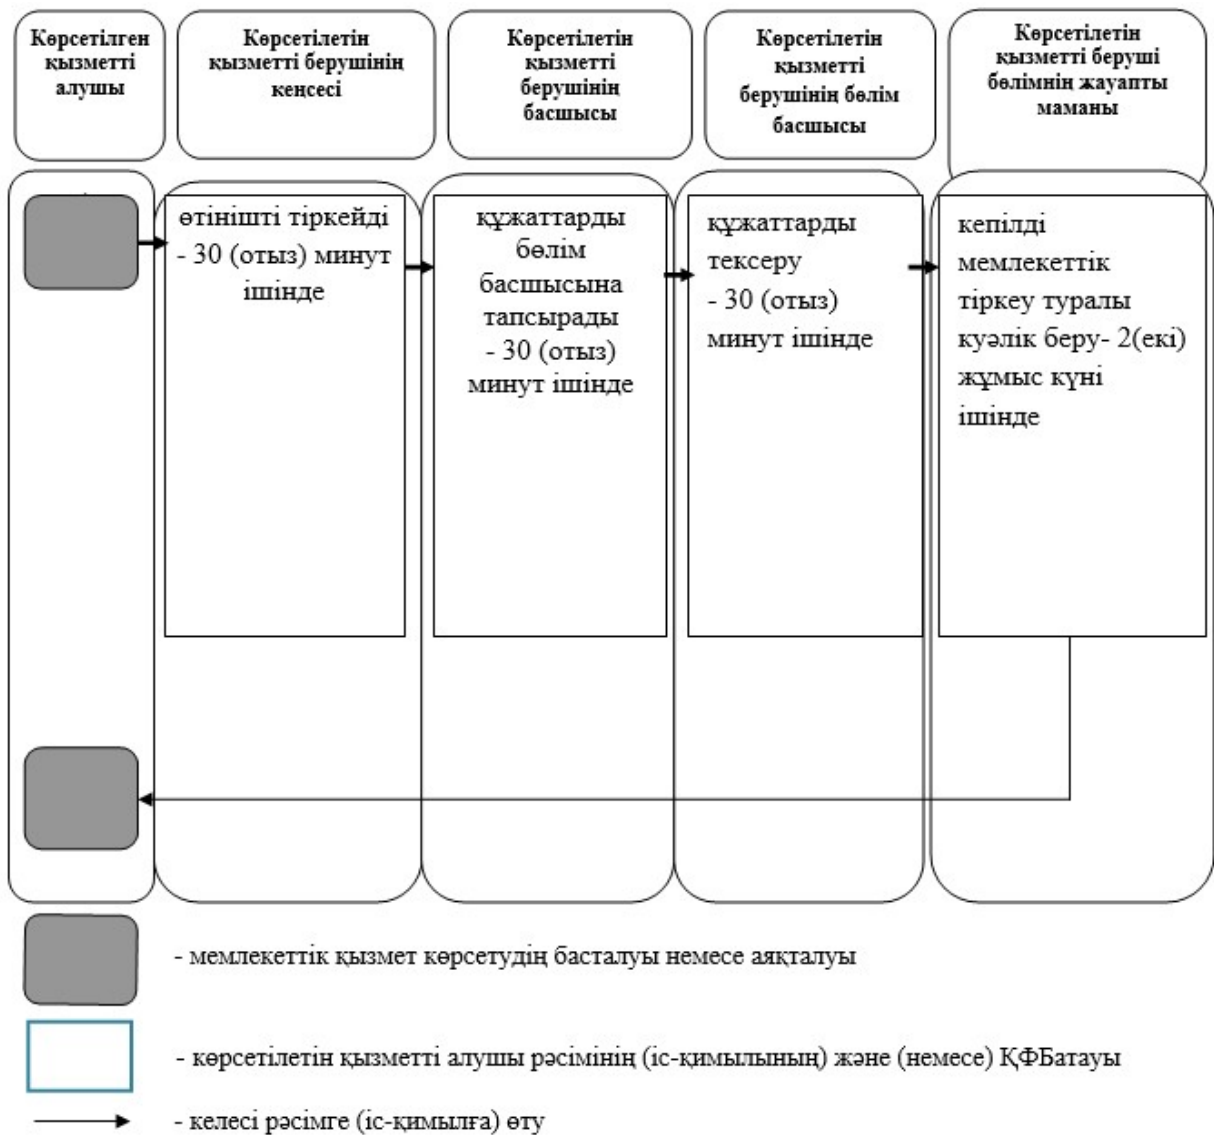 Көрсетілген
қызметті
алушы
Көрсетілетін
қызметті берушінің
кеңсесі
Көрсетілетін
қызметті
берушінің
басшысы
Көрсетілетін
қызметті
берушінің бөлім
басшысы
Көрсетілетін
қызметті беруші
бөлімнің жауапты
маманы
өтінішті тіркейді
- 30 (отыз) минут
ішінде
құжаттарды
бөлім
басшысына
тапсырады
- 30 (отыз)
минут ішінде
құжаттарды
тексеру
- 30 (отыз)
минут ішінде
кепілді
мемлекеттік
тіркеу туралы
куәлік беру- 2(екі)
жұмыс күні
ішінде
- мемлекеттік қызмет көрсетудің басталуы немесе аяқталуы
- көрсетілетін қызметті алушы рәсімінің (іс-қимылының) және (немесе) ҚФБатауы
- келесі рәсімге (іс-қимылға) өту